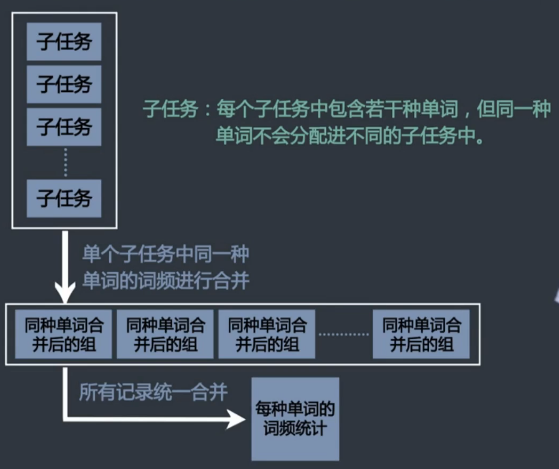 子任务
子任务
子任务
子任务
子任务：每个子任务中包含若干种单词，但同一种
单词不会分配进不同的子任务中。
单个子任务中同一种
单词的词频进行合并
同种单词合
并后的组
同种单词合
并后的组
同种单词合
并后的组
同种单词合
并后的组
所有记录统一合并
每种单词的
词频统计